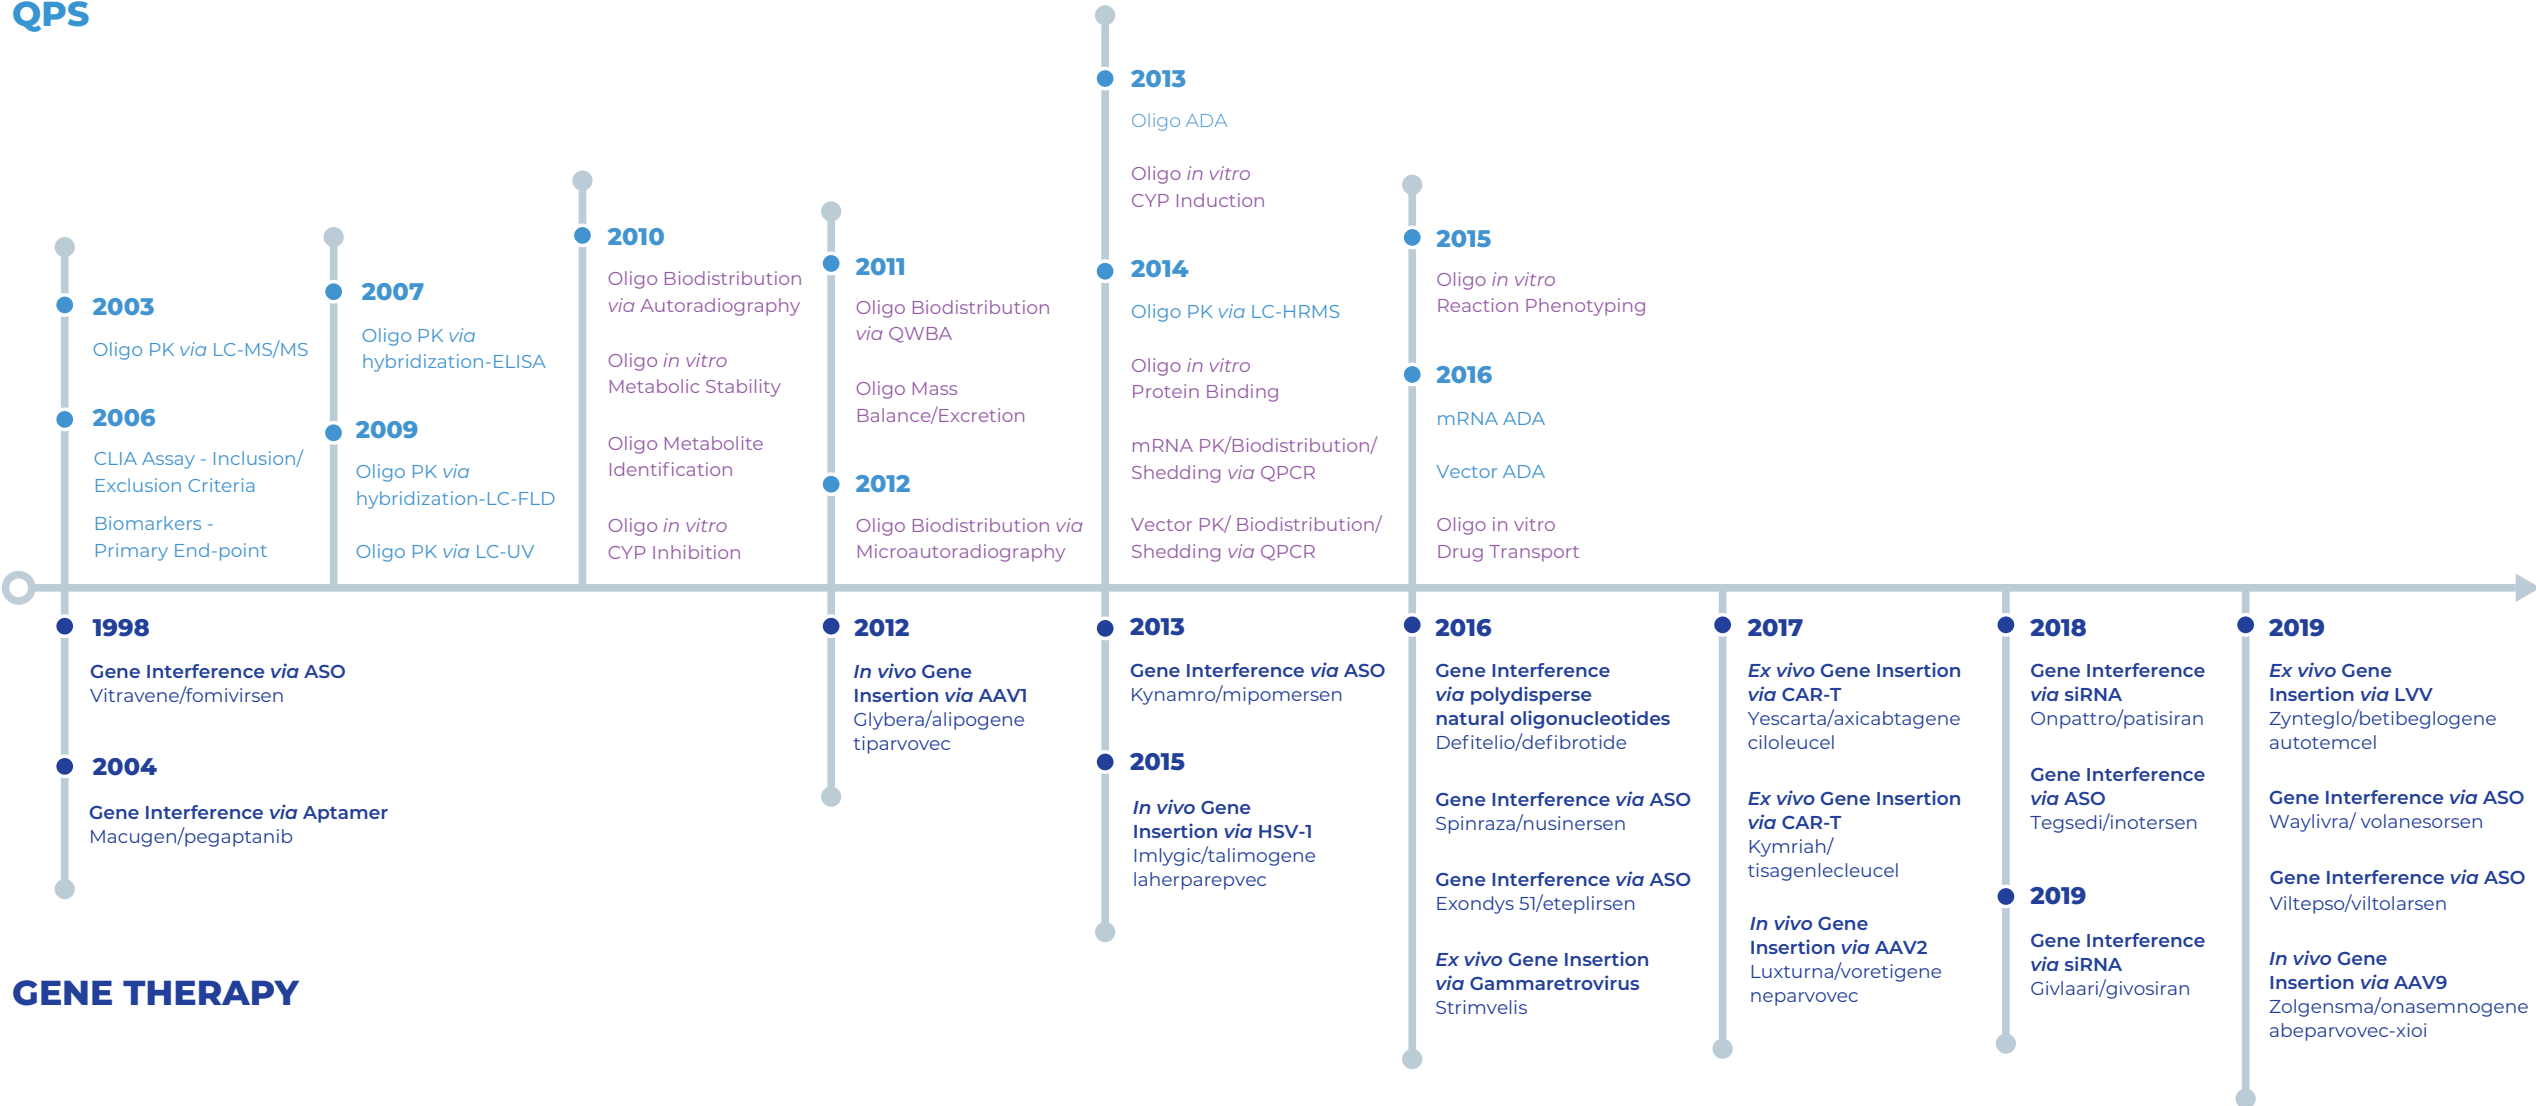 QPS
2003
Oligo PK via LC-MS/MS
2006
CLIA Assay - Inclusion/
Exclusion Criteria
Biomarkers -
Primary End-point
2007
Oligo PK via
hybridization-ELISA
2009
Oligo PK via
hybridization-LC-FLD
Oligo PK via LC-UV
2010
Oligo Biodistribution
via Autoradiography
Oligo in vitro
Metabolic Stability
Oligo Metabolite
Identification
Oligo in vitro
CYP Inhibition
2011
Oligo Biodistribution
via QWBA
Oligo Mass
Balance/Excretion
2012
Oligo Biodistribution via
Microautoradiography
2013
Oligo ADA
Oligo in vitro
CYP Induction
2014
Oligo PK via LC-HRMS
Oligo in vitro
Protein Binding
mRNA PK/Biodistribution/
Shedding via QPCR
Vector PK/ Biodistribution/
Shedding via QPCR
2015
Oligo in vitro
Reaction Phenotyping
2016
mRNA ADA
Vector ADA
Oligo in vitro
Drug Transport
1998
Gene Interference via ASO
Vitravene/fomivirsen
2004
Gene Interference via Aptamer
Macugen/pegaptanib
2012
In vivo Gene
Insertion via AAV1
Glybera/alipogene
tiparvovec
2013
Gene Interference via ASO
Kynamro/mipomersen
2015
In vivo Gene
Insertion via HSV-1
Imlygic/talimogene
laherparepvec
2016
Gene Interference
via polydisperse
natural oligonucleotides
Defitelio/defibrotide
Gene Interference via ASO
Spinraza/nusinersen
Gene Interference via ASO
Exondys 51/eteplirsen
Ex vivo Gene Insertion
via Gammaretrovirus
Strimvelis
2017
Ex vivo Gene Insertion
via CAR-T
Yescarta/axicabtagene
ciloleucel
Ex vivo Gene Insertion
via CAR-T
Kymriah/
tisagenlecleucel
In vivo Gene
Insertion via AAV2
Luxturna/voretigene
neparvovec
2018
Gene Interference
via siRNA
Onpattro/patisiran
Gene Interference
via ASO
Tegsedi/inotersen
2019
Gene Interference
via siRNA
Givlaari/givosiran
2019
Ex vivo Gene
Insertion via LVV
Zynteglo/betibeglogene
autotemcel
Gene Interference via ASO
Waylivra/ volanesorsen
Gene Interference via ASO
Viltepso/viltolarsen
In vivo Gene
Insertion via AAV9
Zolgensma/onasemnogene
abeparvovec-xioi
GENE THERAPY